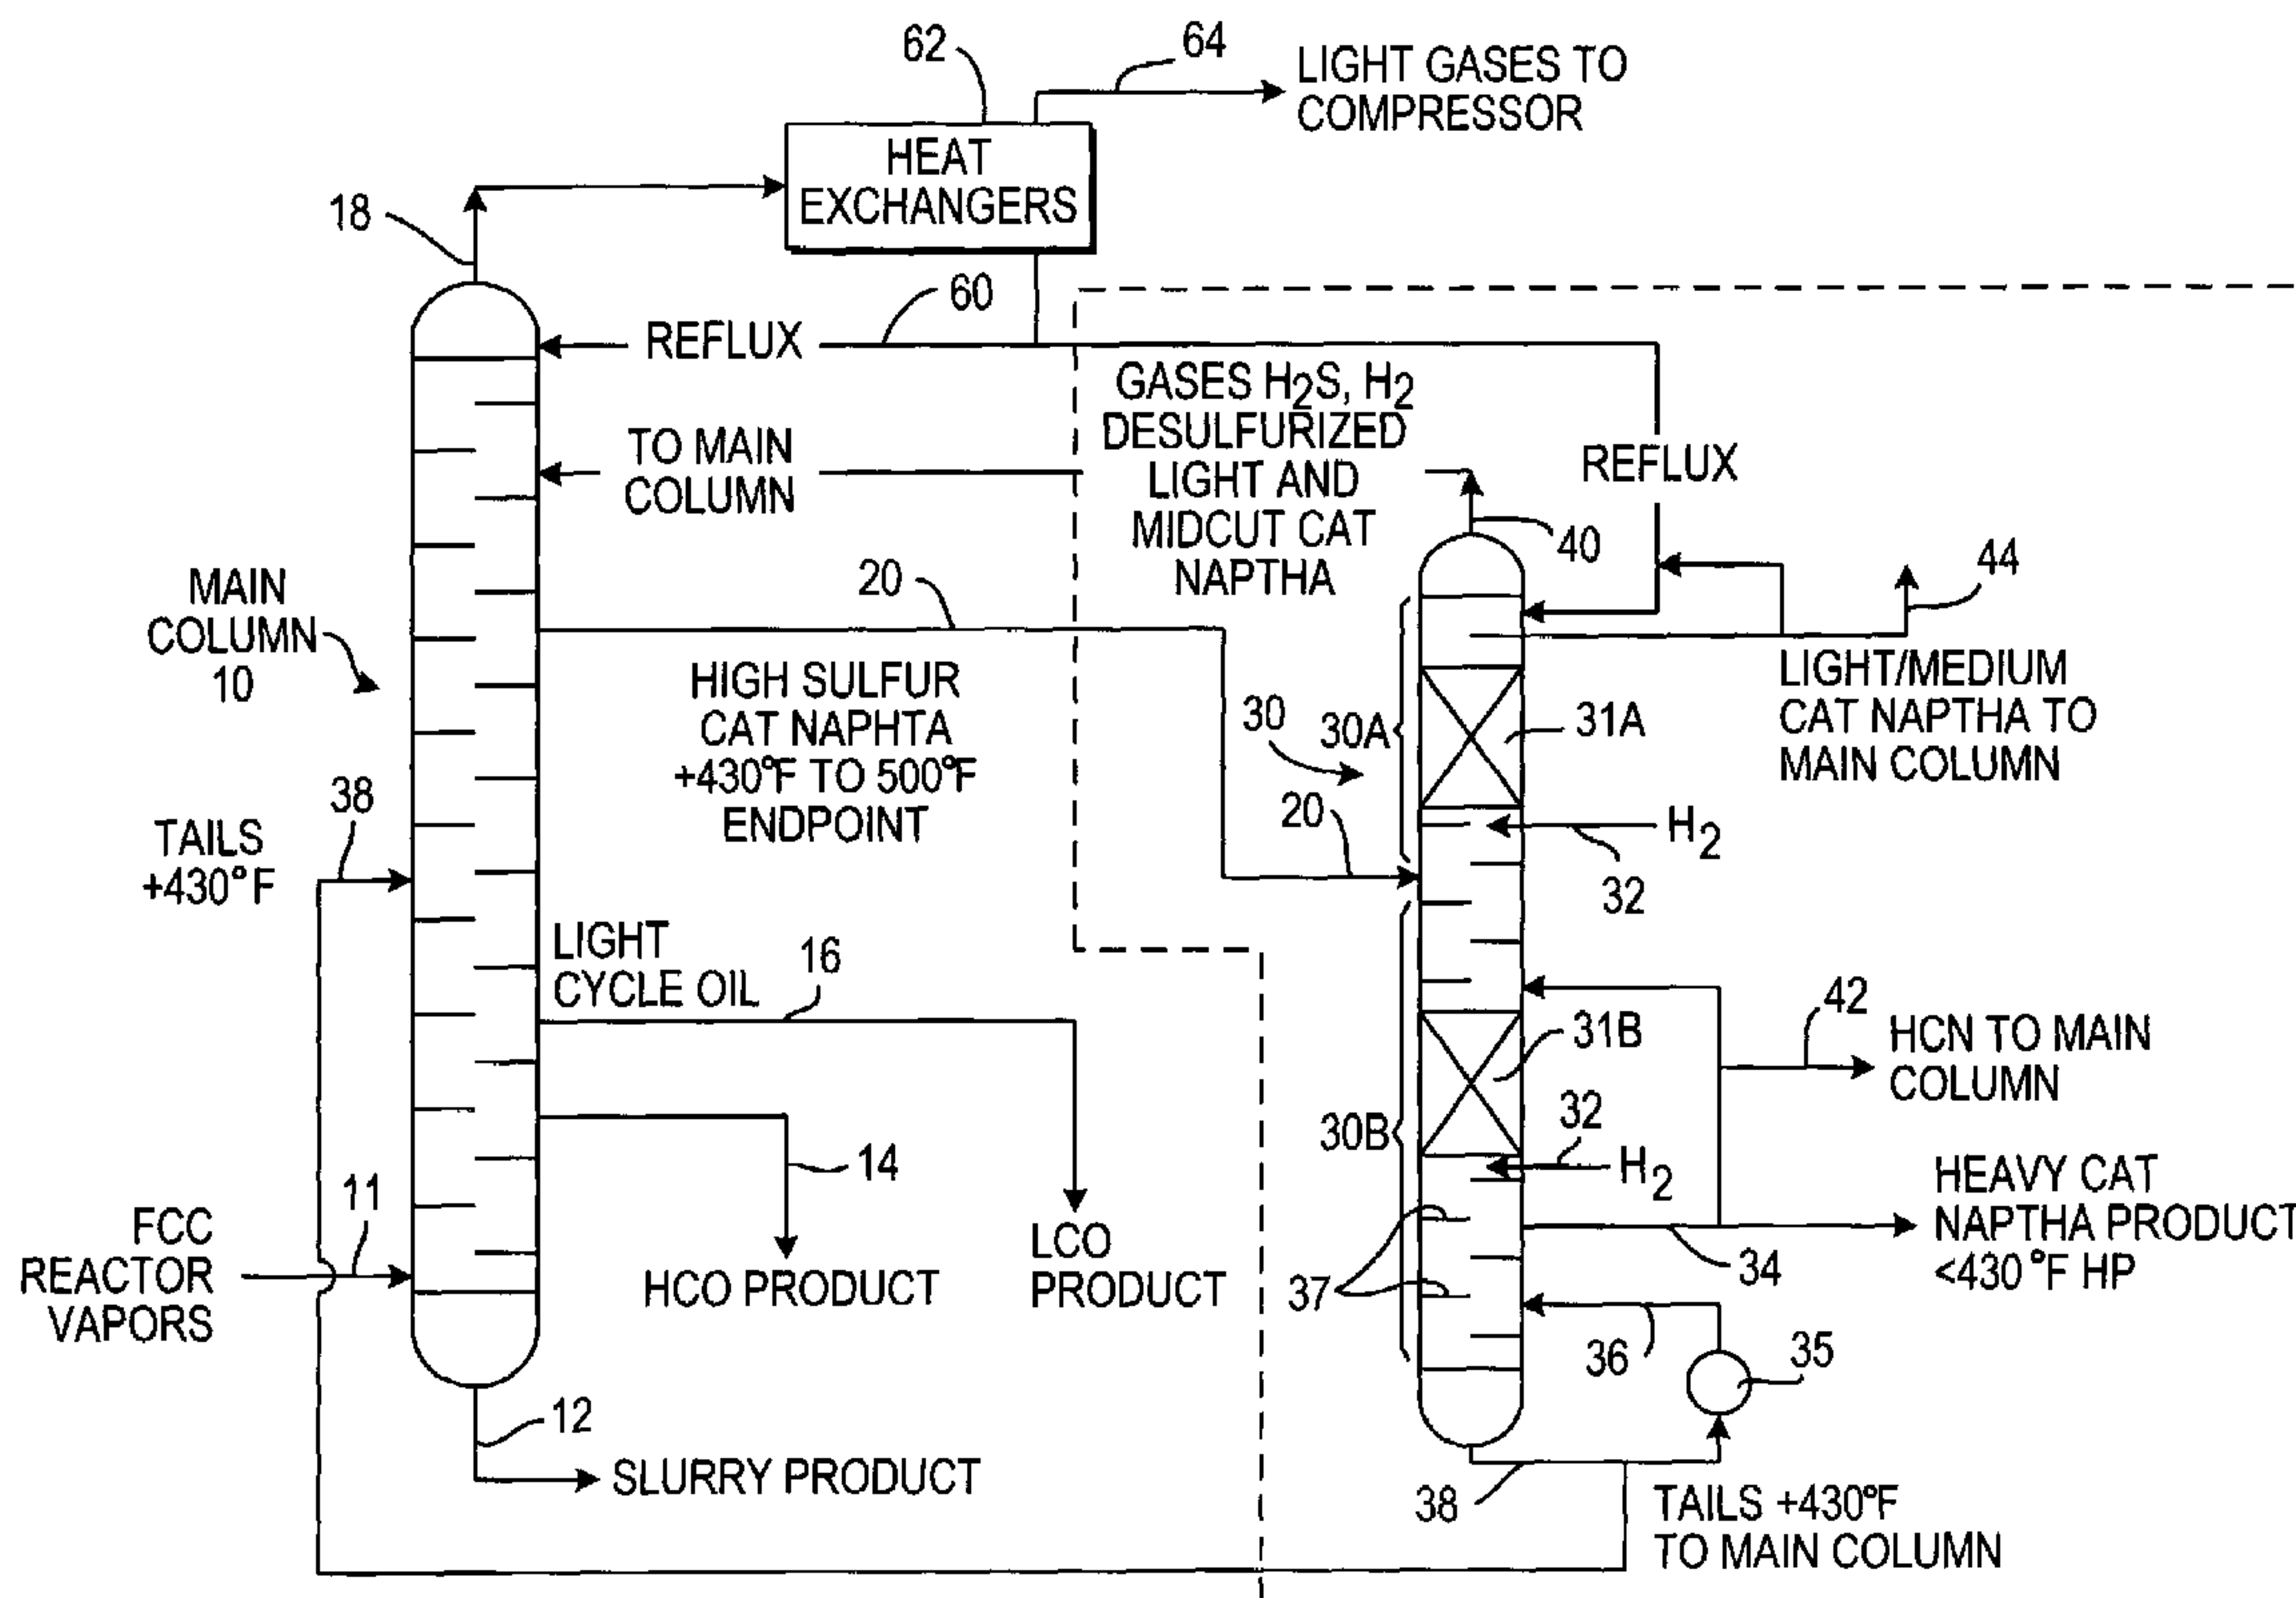 62
64
LIGHT GASES TO
COMPRESSOR
HEAT
EXCHANGERS
18
60
REFLUX
GASES H2S, H2
DESULFURIZED
LIGHT AND
MIDCUT CAT
NAPTHA
TO MAIN
COLUMN
REFLUX
40
44
MAIN
COLUMN
10
20
HIGH SULFUR
CAT NAPHTA
+430°F TO 500°F
ENDPOINT
30
30A
31A
LIGHT/MEDIUM
CAT NAPTHA TO
MAIN COLUMN
38
TAILS
+430°F
20
H2
32
LIGHT
CYCLE OIL
16
31B
42
HCN TO MAIN
COLUMN
30B
32
H2
14
11
FCC
REACTOR
VAPORS
HEAVY CAT
NAPTHA PRODUCT
<430°F HP
34
LCO
PRODUCT
HCO PRODUCT
37
36
35
12
SLURRY PRODUCT
38
TAILS +430°F
TO MAIN COLUMN